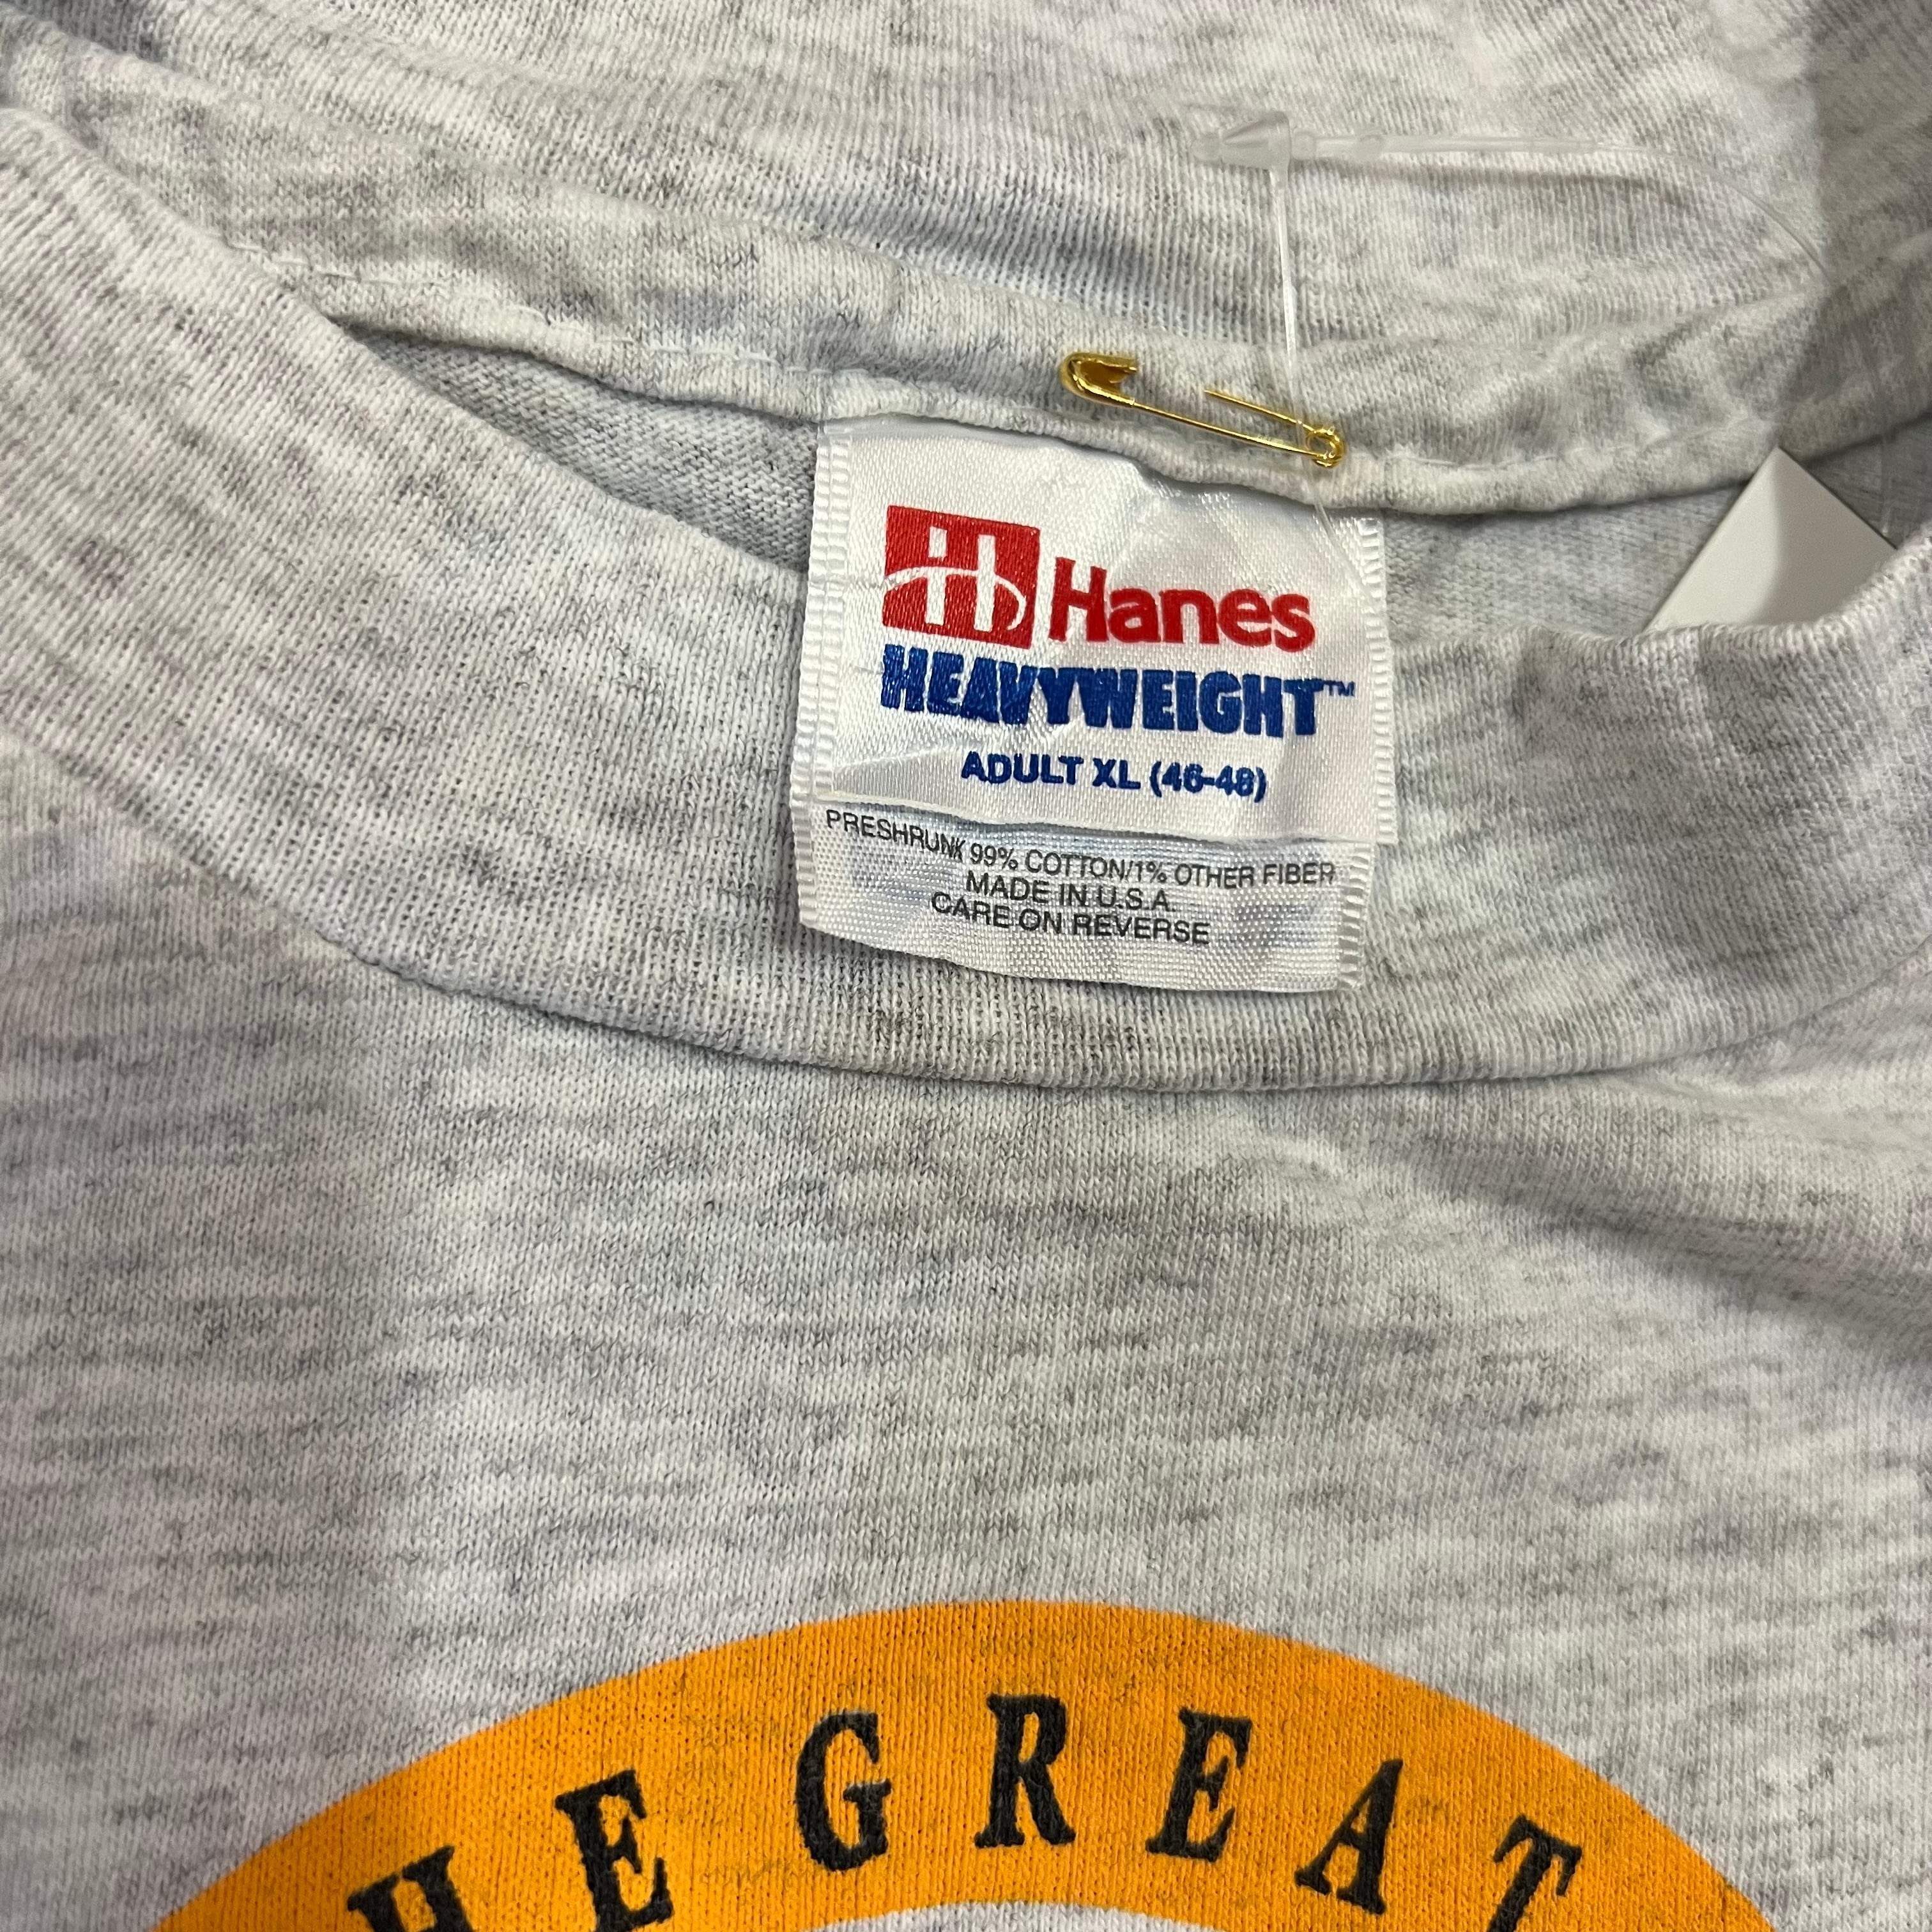 Hanes
HEAVYWEIGHT™
ADULT XL (46-48)
PRESHRUNK 99% COTTON/1% OTHER FIBER
MADE IN U.S.A.
CARE ON REVERSE
HE GREAT